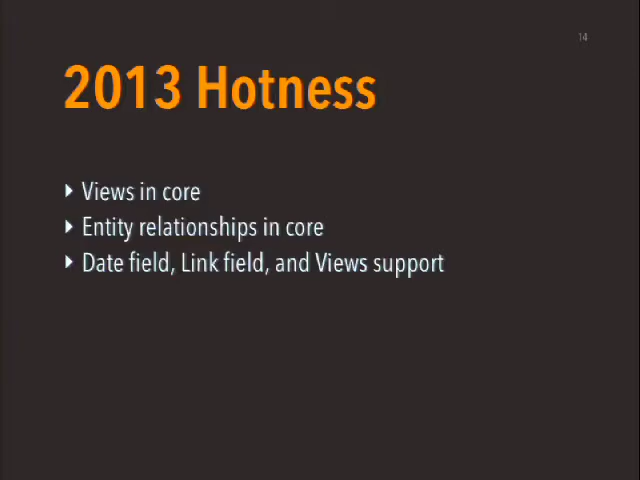 14
2013 Hotness
Views in core
Entity relationships in core
Date field, Link field, and Views support